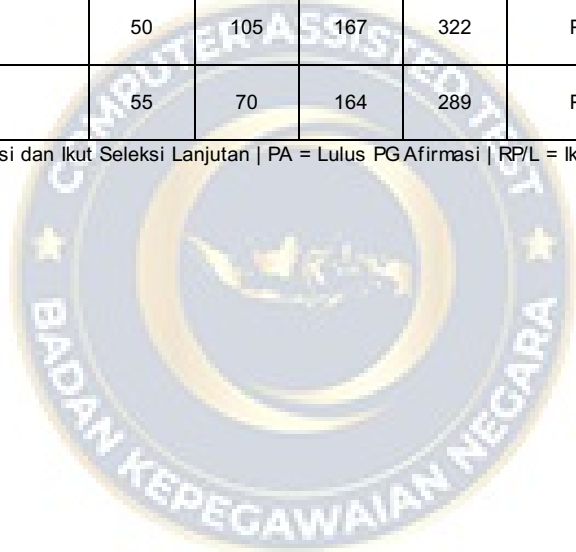 50 105 167 322
55 70 164 289
si dan Ikut Seleksi Lanjutan | PA = Lulus PG Afirmasi | RP/L =
COMPUTER ASSISTED TEST
BADAN KEPEGAWAIAN NEGARA